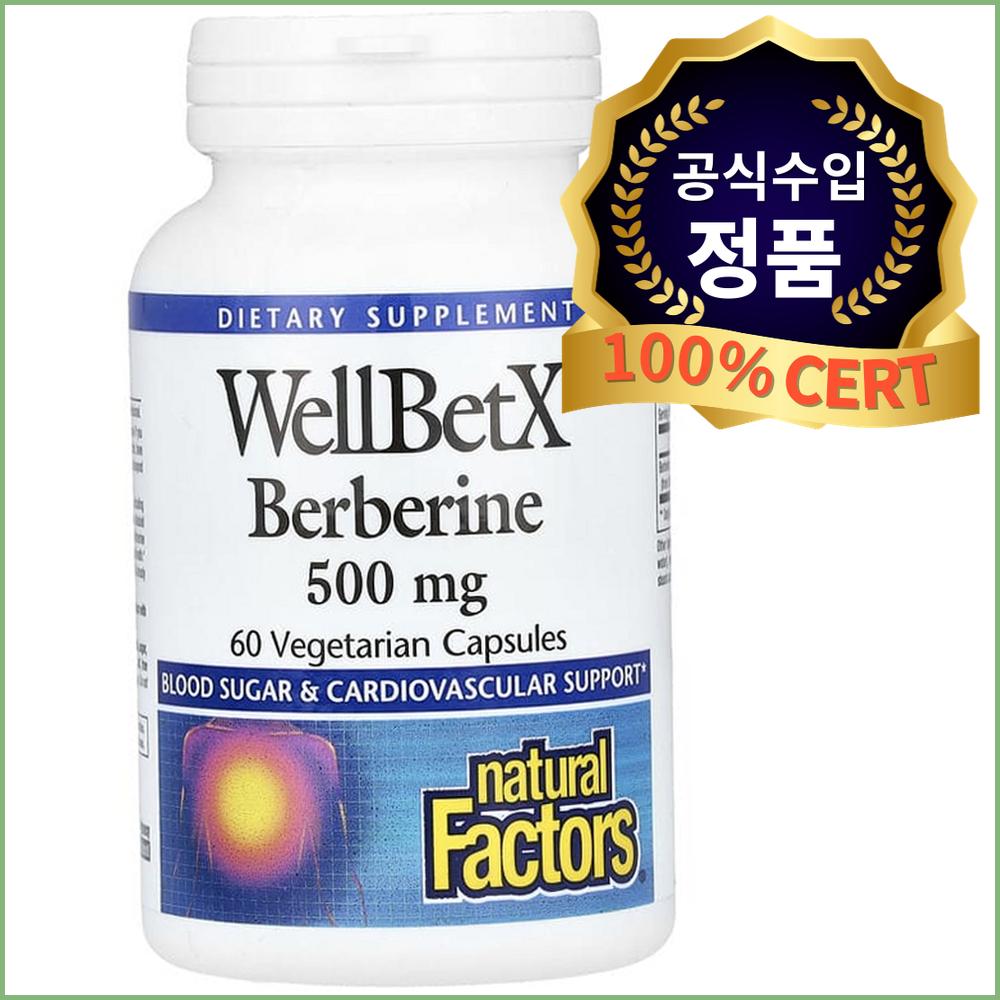 공식수입
정품
100% CERT
DIETARY SUPPLEMENT
WellBetX
Berberine
500 mg
60 Vegetarian Capsules
BLOOD SUGAR & CARDIOVASCULAR SUPPORT*
natural
Factors